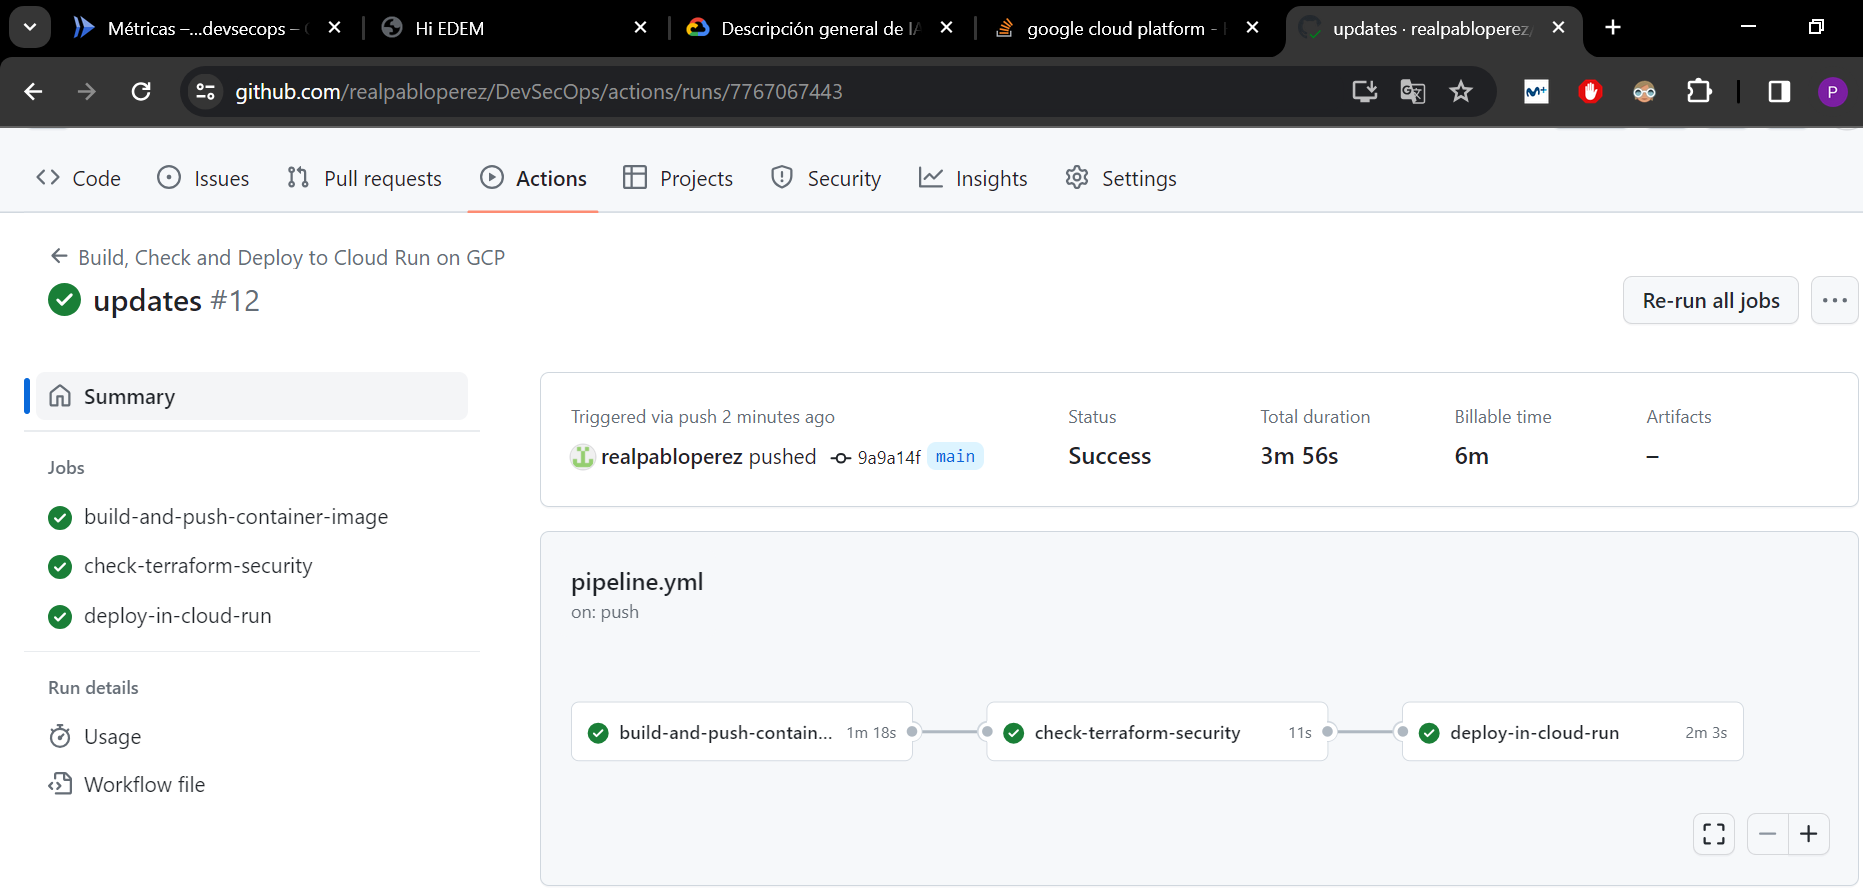 Métricas –...devsecops –
Hi EDEM
Descripción general de IA
google cloud platform -
updates · realpabloperez/
github.com/realpabloperez/DevSecOps/actions/runs/7767067443
P
Code Issues Pull requests Actions Projects Security Insights Settings
Build, Check and Deploy to Cloud Run on GCP
updates #12
Re-run all jobs
Summary
Jobs
build-and-push-container-image
check-terraform-security
deploy-in-cloud-run
Run details
Usage
Workflow file
Triggered via push 2 minutes ago
realpabloperez pushed 9a9a14f main
Status
Success
Total duration
3m 56s
Billable time
6m
Artifacts
–
pipeline.yml
on: push
build-and-push-contain... 1m 18s
check-terraform-security 11s
deploy-in-cloud-run 2m 3s